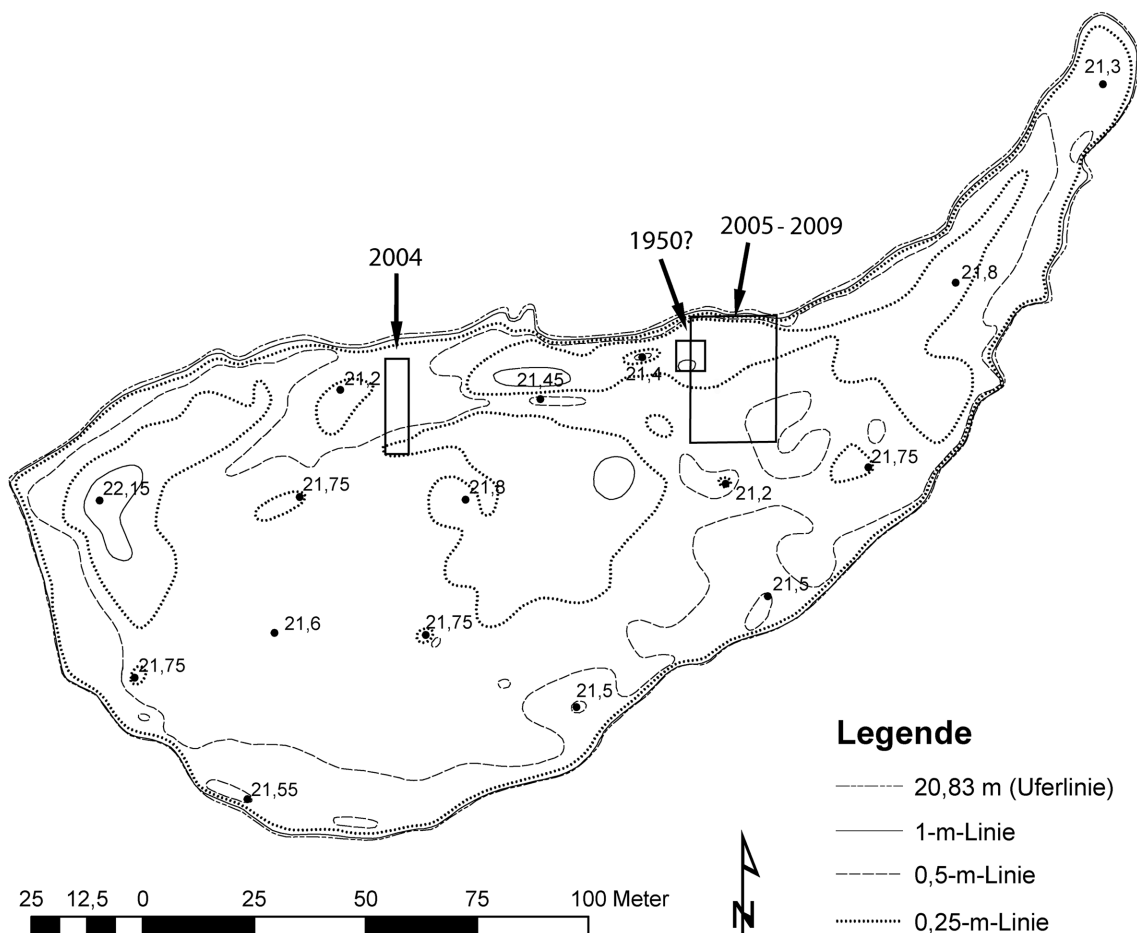 21,3
2005 - 2009
1950?
2004
21,8
21,4
21,2
21,45
21,75
22,15
21,75
21,8
21,2
21,5
21,6
21,75
21,75
21,5
21,55
Legende
20,83 m (Uferlinie)
1-m-Linie
0,5-m-Linie
0,25-m-Linie
25 12,5 0 25 50 75 100 Meter
N